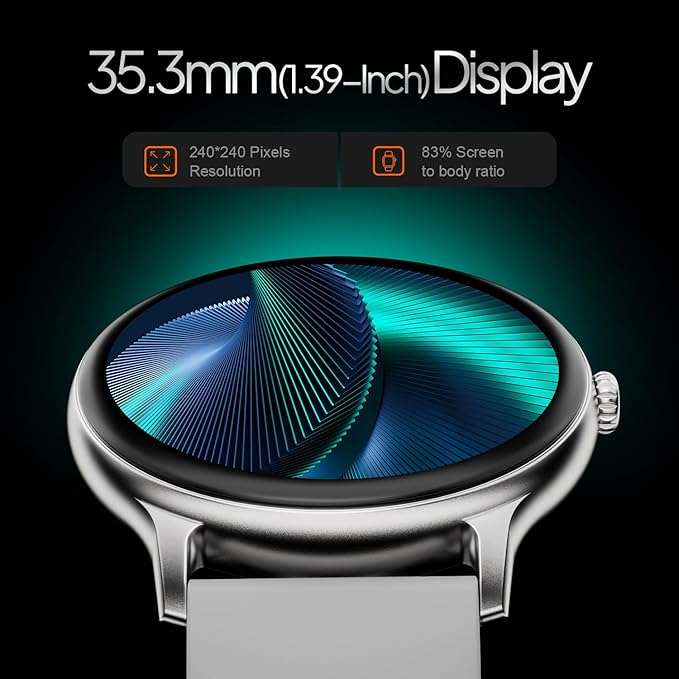 35.3mm(1.39-Inch)Display
240*240 Pixels
Resolution
83% Screen
to body ratio